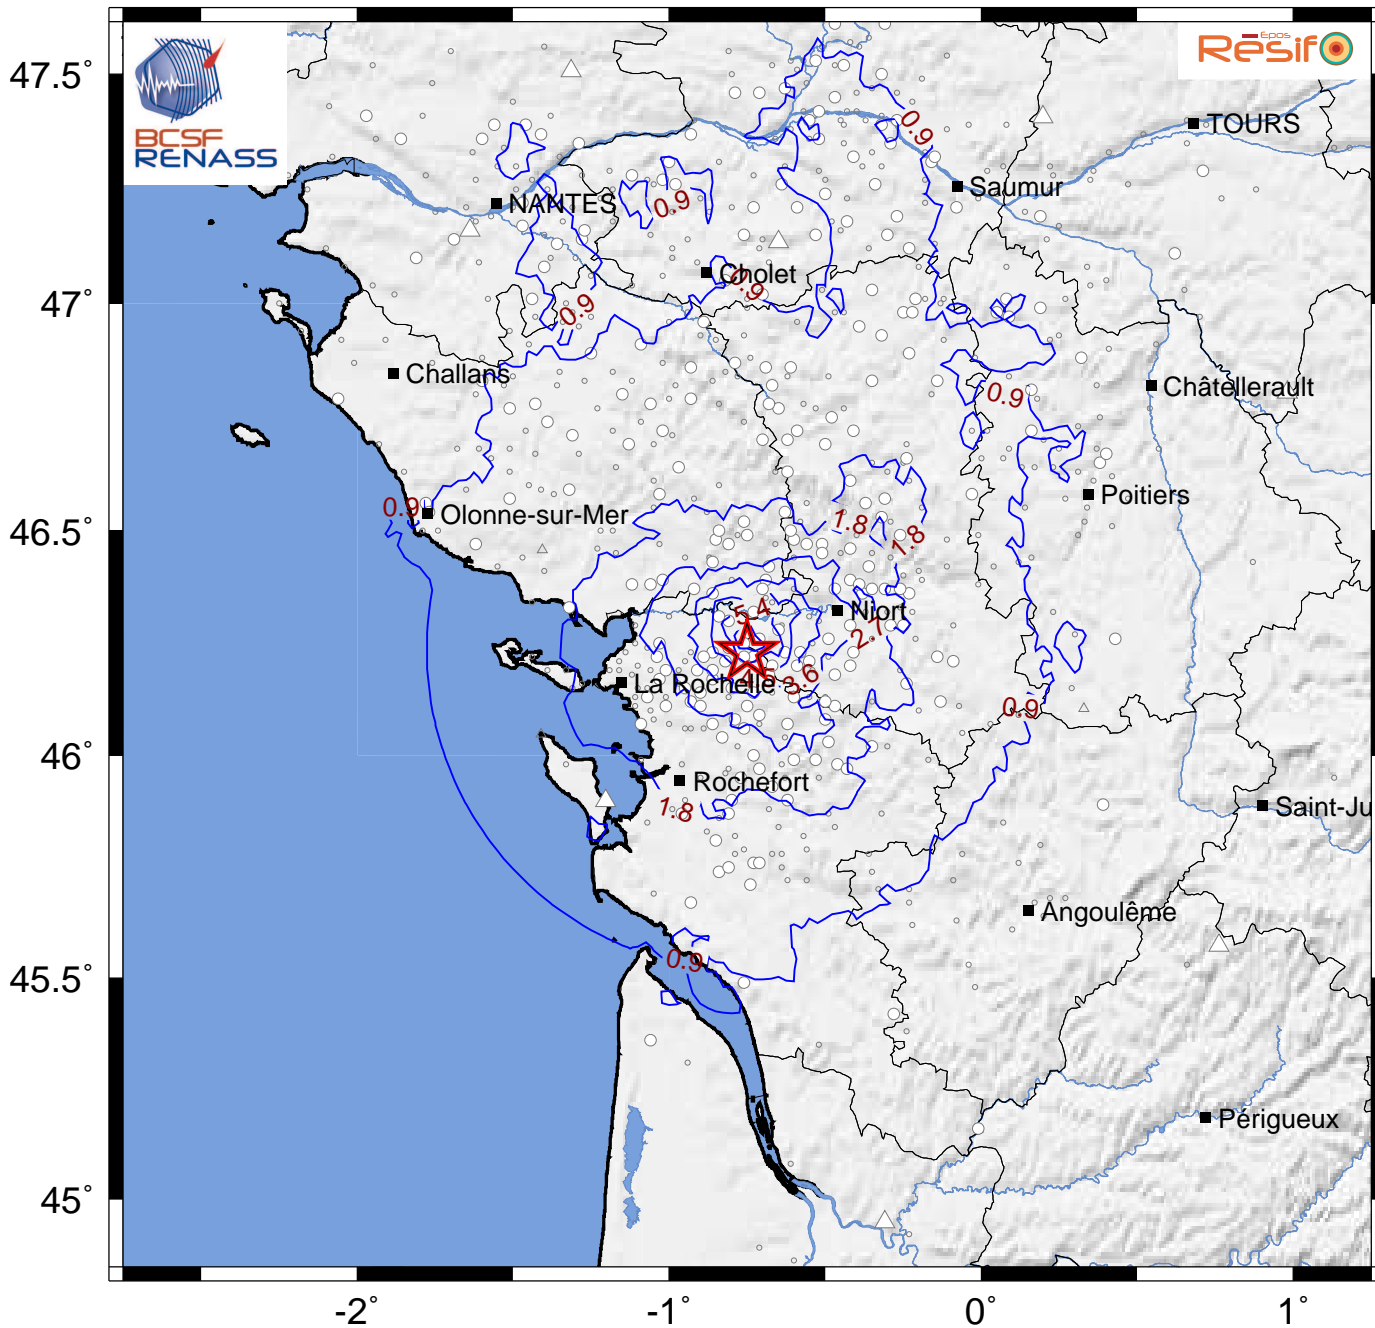 BCSF
RENASS
Epos
Résif
47.5˚
47˚
46.5˚
46˚
45.5˚
45˚
-2˚
-1˚
0˚
1˚
TOURS
Saumur
NANTES
Cholet
Challans
Châtellerault
Poitiers
Olonne-sur-Mer
Niort
La Rochelle
Rochefort
Saint-Ju
Angoulême
Périgueux
0.9
0.9
0.9
0.9
0.9
0.9
1.8
1.8
5.4
2.7
3.6
0.9
1.8
0.9